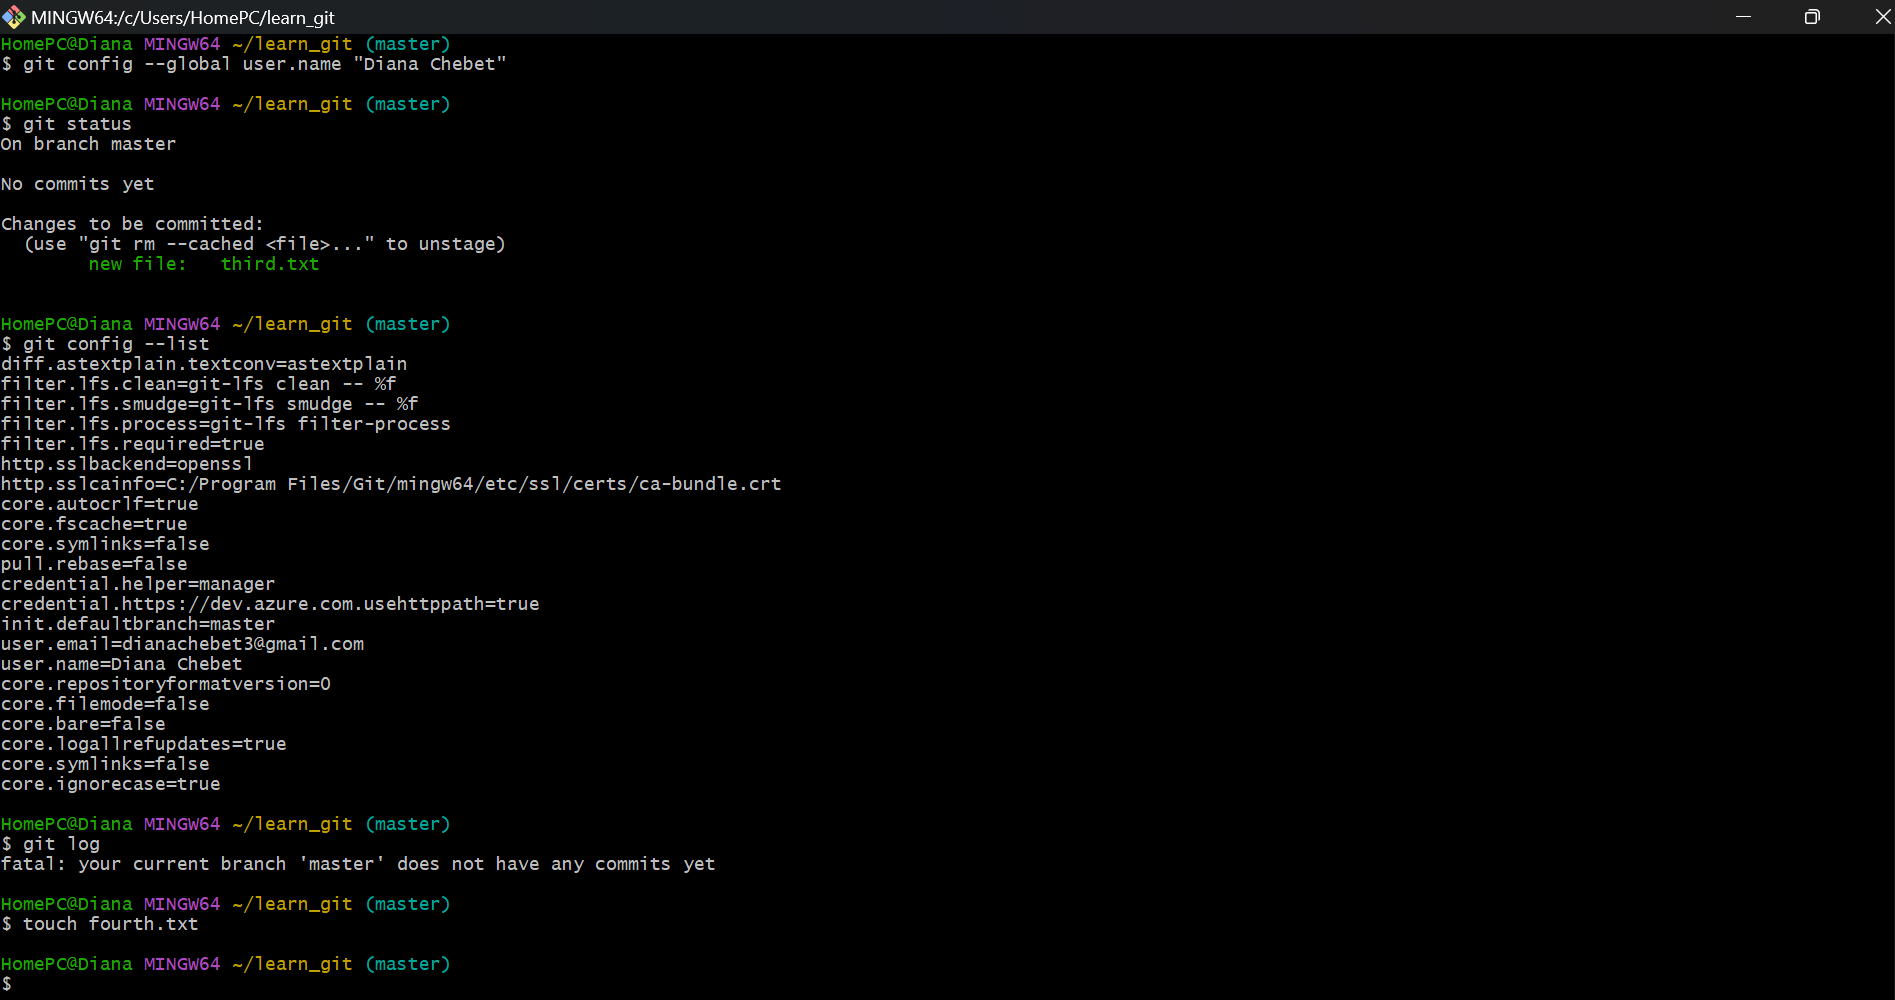 MINGW64:/c/Users/HomePC/learn_git
HomePC@Diana MINGW64 ~/learn_git (master)
$ git config --global user.name "Diana Chebet"
HomePC@Diana MINGW64 ~/learn_git (master)
$ git status
On branch master
No commits yet
Changes to be committed:
  (use "git rm --cached <file>..." to unstage)
        new file:   third.txt
HomePC@Diana MINGW64 ~/learn_git (master)
$ git config --list
diff.astextplain.textconv=astextplain
filter.lfs.clean=git-lfs clean -- %f
filter.lfs.smudge=git-lfs smudge -- %f
filter.lfs.process=git-lfs filter-process
filter.lfs.required=true
http.sslbackend=openssl
http.sslcainfo=C:/Program Files/Git/mingw64/etc/ssl/certs/ca-bundle.crt
core.autocrlf=true
core.fscache=true
core.symlinks=false
pull.rebase=false
credential.helper=manager
credential.https://dev.azure.com.usehttppath=true
init.defaultbranch=master
user.email=dianachebet3@gmail.com
user.name=Diana Chebet
core.repositoryformatversion=0
core.filemode=false
core.bare=false
core.logallrefupdates=true
core.symlinks=false
core.ignorecase=true
HomePC@Diana MINGW64 ~/learn_git (master)
$ git log
fatal: your current branch 'master' does not have any commits yet
HomePC@Diana MINGW64 ~/learn_git (master)
$ touch fourth.txt
HomePC@Diana MINGW64 ~/learn_git (master)
$